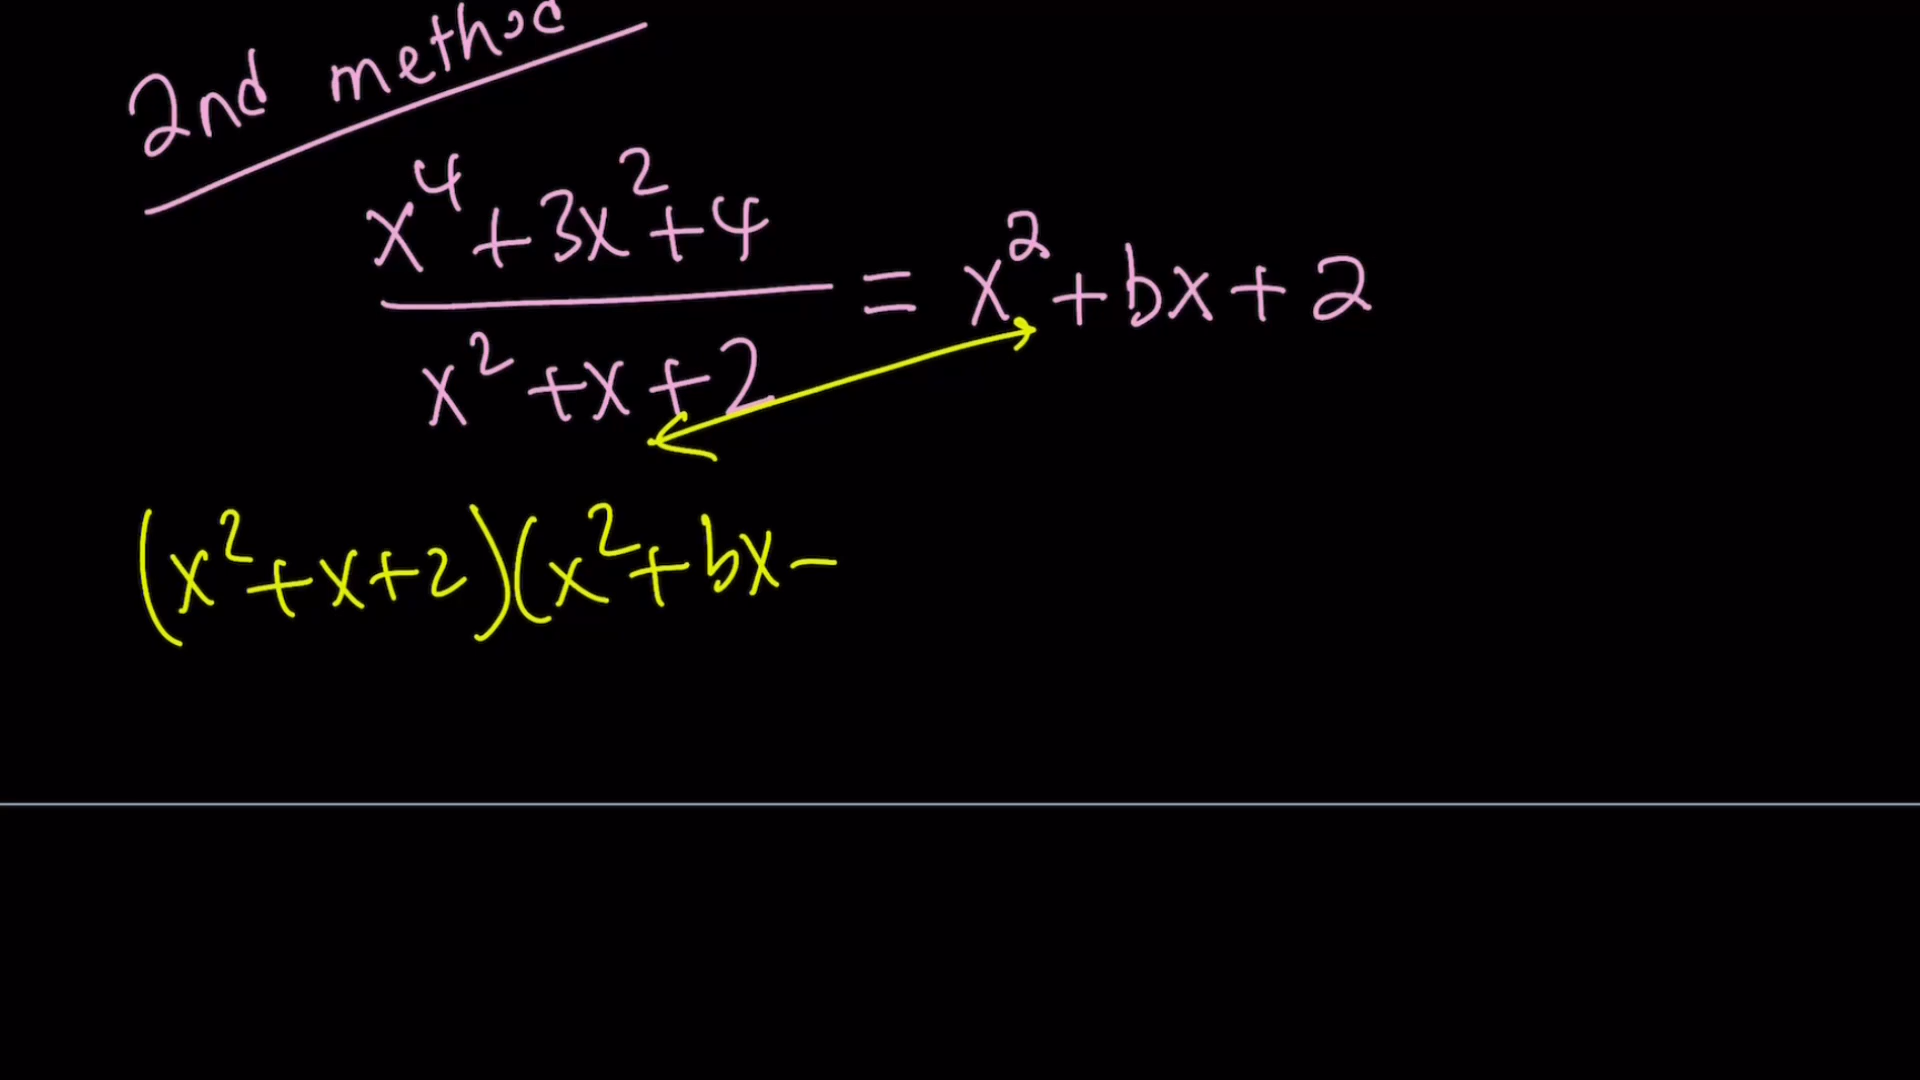 2nd method
x⁴+3x²+4
x²+x+2
= x²+bx+2
(x²+x+2)(x²+bx-